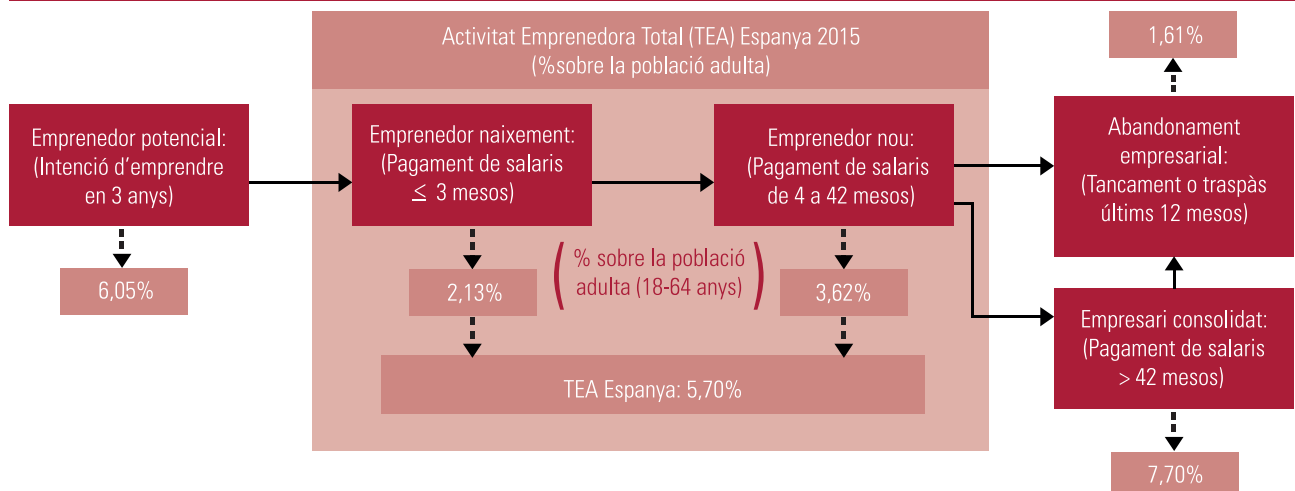 Activitat Emprenedora Total (TEA) Espanya 2015
(%sobre la població adulta)
1,61%
Emprenedor potencial:
(Intenció d'emprendre
en 3 anys)
Emprenedor naixement:
(Pagament de salaris
≤ 3 mesos)
Emprenedor nou:
(Pagament de salaris
de 4 a 42 mesos)
Abandonament
empresarial:
(Tancament o traspàs
últims 12 mesos)
6,05%
2,13%
(% sobre la població
adulta (18-64 anys))
3,62%
Empresari consolidat:
(Pagament de salaris
> 42 mesos)
TEA Espanya: 5,70%
7,70%